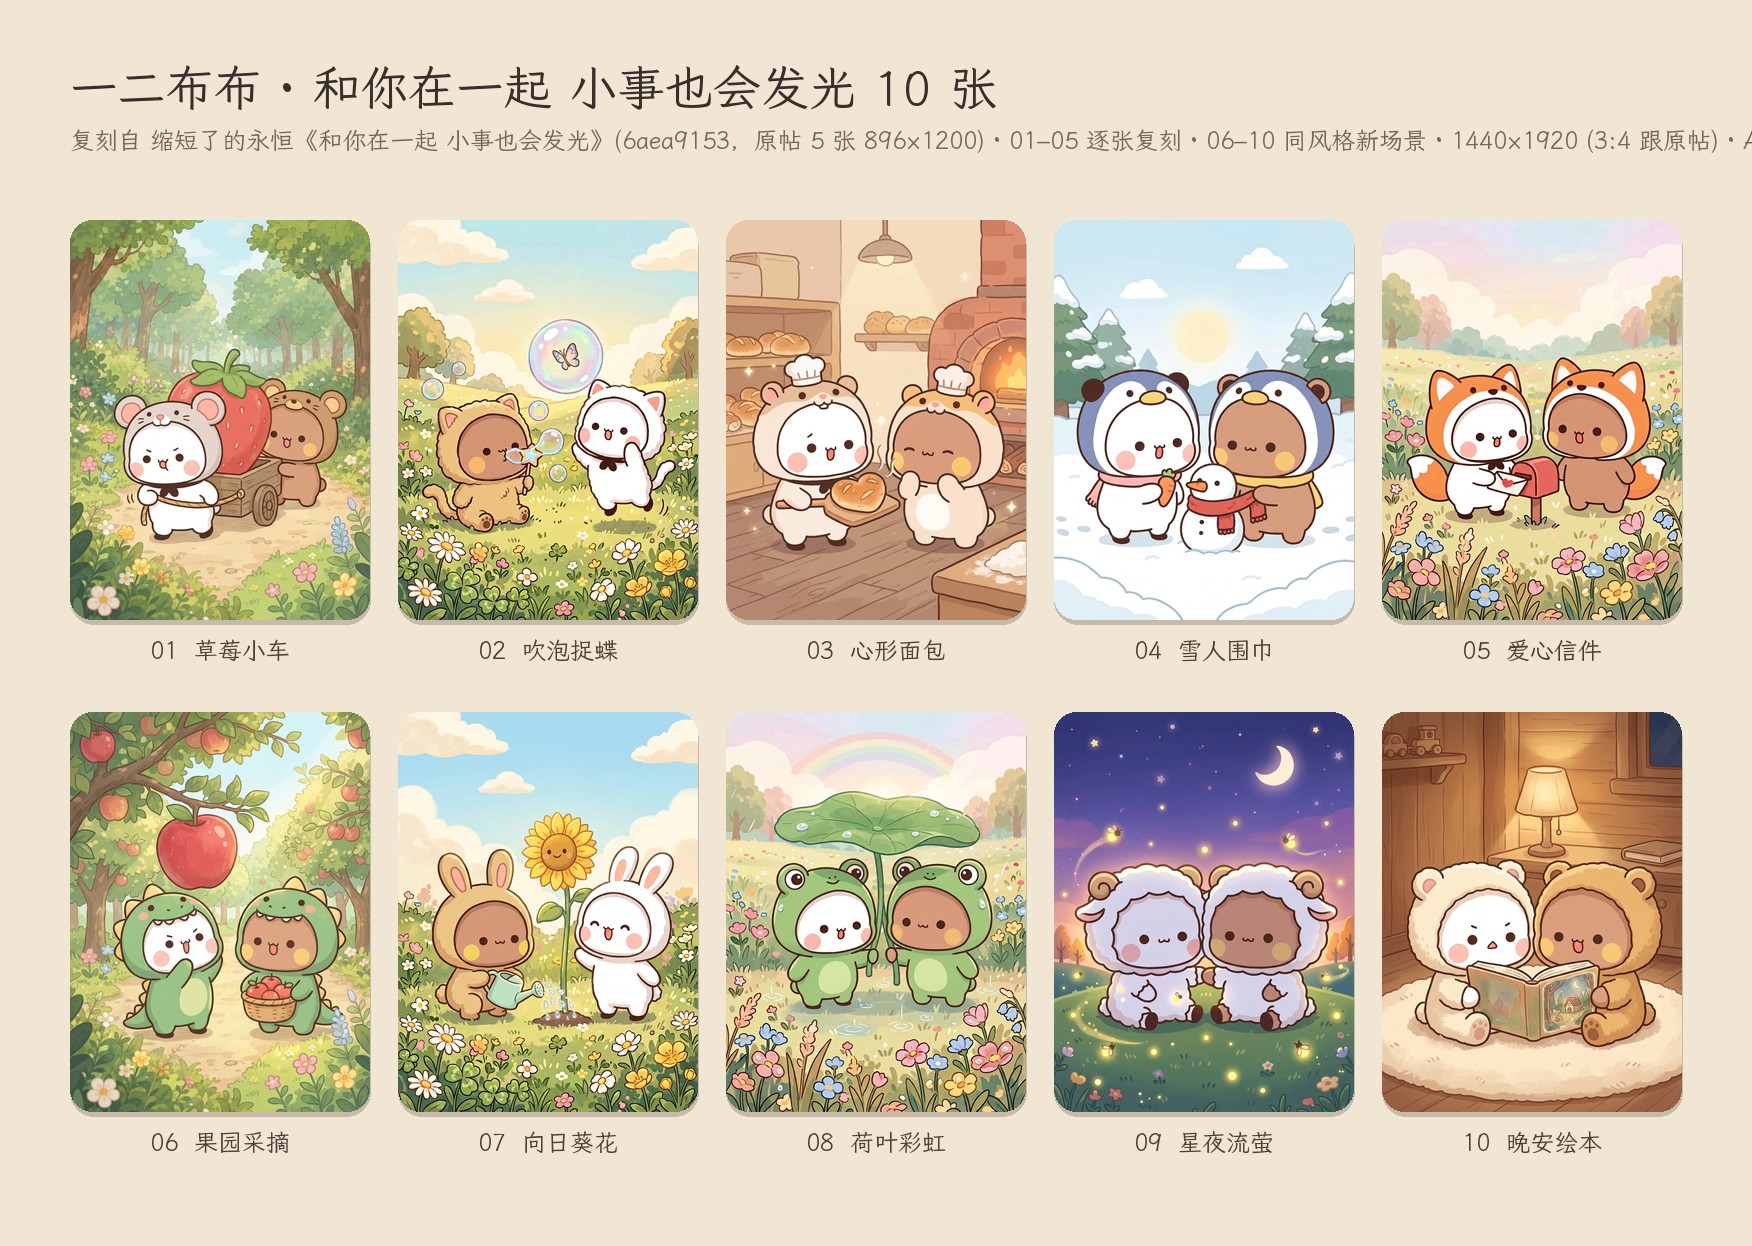 一二布布・和你在一起 小事也会发光 10 张
复刻自 缩短了的永恒《和你在一起 小事也会发光》(6aea9153, 原帖 5 张 896×1200)・01–05 逐张复刻・06–10 同风格新场景・1440×1920 (3:4 跟原帖)・
01 草莓小车
02 吹泡捉蝶
03 心形面包
04 雪人围巾
05 爱心信件
06 果园采摘
07 向日葵花
08 荷叶彩虹
09 星夜流萤
10 晚安绘本